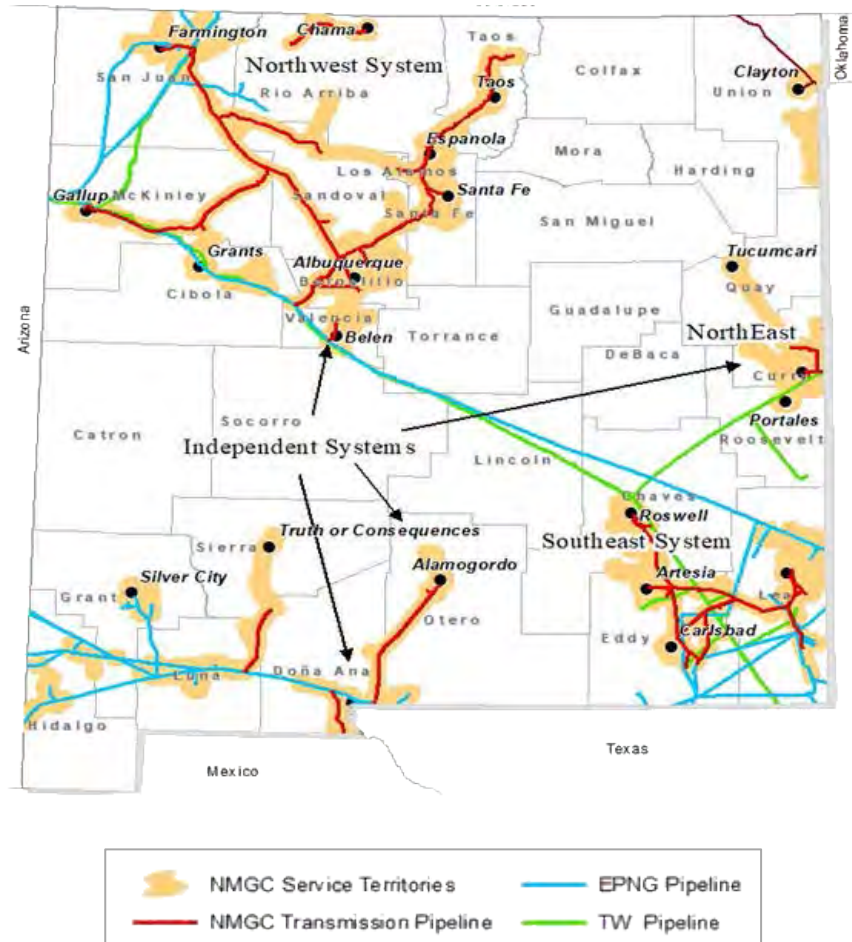 Farmington
Chama
Taos
Oklahoma
San Juan
Northwest System
Rio Arriba
Taos
Colfax
Clayton
Union
Espanola
Mora
Harding
Los Alamos
Gallup
McKinley
Sandoval
Santa Fe
Santa Fe
San Miguel
Grants
Albuquerque
Bernalillo
Tucumcari
Quay
Cibola
Guadalupe
Arizona
Valencia
Belen
Torrance
NorthEast
DeBaca
Curry
Portales
Roosevelt
Catron
Socorro
Independent Systems
Lincoln
Chaves
Roswell
Truth or Consequences
Sierra
Southeast System
Silver City
Alamogordo
Artesia
Lea
Grant
Otero
Eddy
Carlsbad
Luna
Doña Ana
Hidalgo
Texas
Mexico
NMGC Service Territories
EPNG Pipeline
NMGC Transmission Pipeline
TW Pipeline